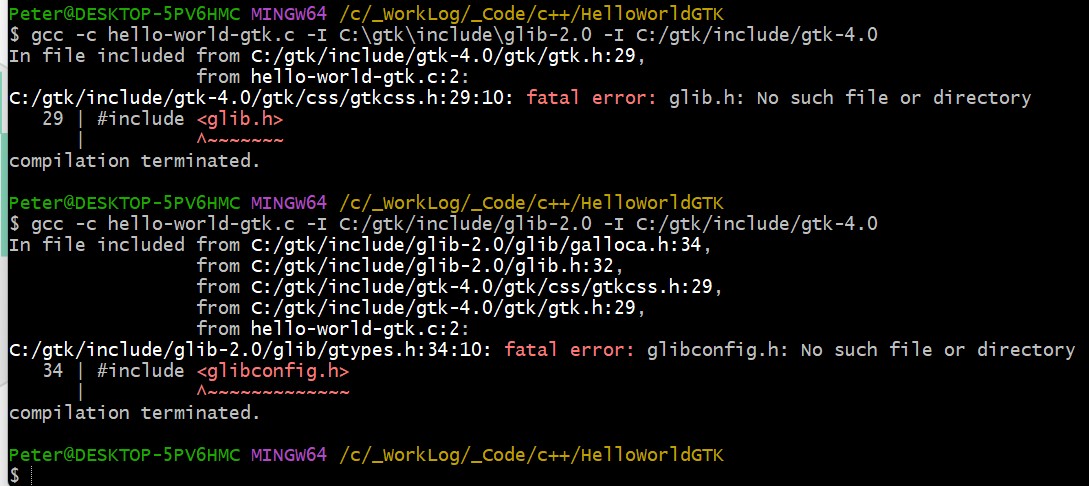 Peter@DESKTOP-5PV6HMC MINGW64 /c/_WorkLog/_Code/c++/HelloWorldGTK
$ gcc -c hello-world-gtk.c -I C:\gtk\include\glib-2.0 -I C:/gtk/include/gtk-4.0
In file included from C:/gtk/include/gtk-4.0/gtk/gtk.h:29,
                 from hello-world-gtk.c:2:
C:/gtk/include/gtk-4.0/gtk/css/gtkcss.h:29:10: fatal error: glib.h: No such file or directory
   29 | #include <glib.h>
      |          ^~~~~~~~
compilation terminated.

Peter@DESKTOP-5PV6HMC MINGW64 /c/_WorkLog/_Code/c++/HelloWorldGTK
$ gcc -c hello-world-gtk.c -I C:/gtk/include/glib-2.0 -I C:/gtk/include/gtk-4.0
In file included from C:/gtk/include/glib-2.0/glib/galloca.h:34,
                 from C:/gtk/include/glib-2.0/glib.h:32,
                 from C:/gtk/include/gtk-4.0/gtk/css/gtkcss.h:29,
                 from C:/gtk/include/gtk-4.0/gtk/gtk.h:29,
                 from hello-world-gtk.c:2:
C:/gtk/include/glib-2.0/glib/gtypes.h:34:10: fatal error: glibconfig.h: No such file or directory
   34 | #include <glibconfig.h>
      |          ^~~~~~~~~~~~~~
compilation terminated.

Peter@DESKTOP-5PV6HMC MINGW64 /c/_WorkLog/_Code/c++/HelloWorldGTK
$